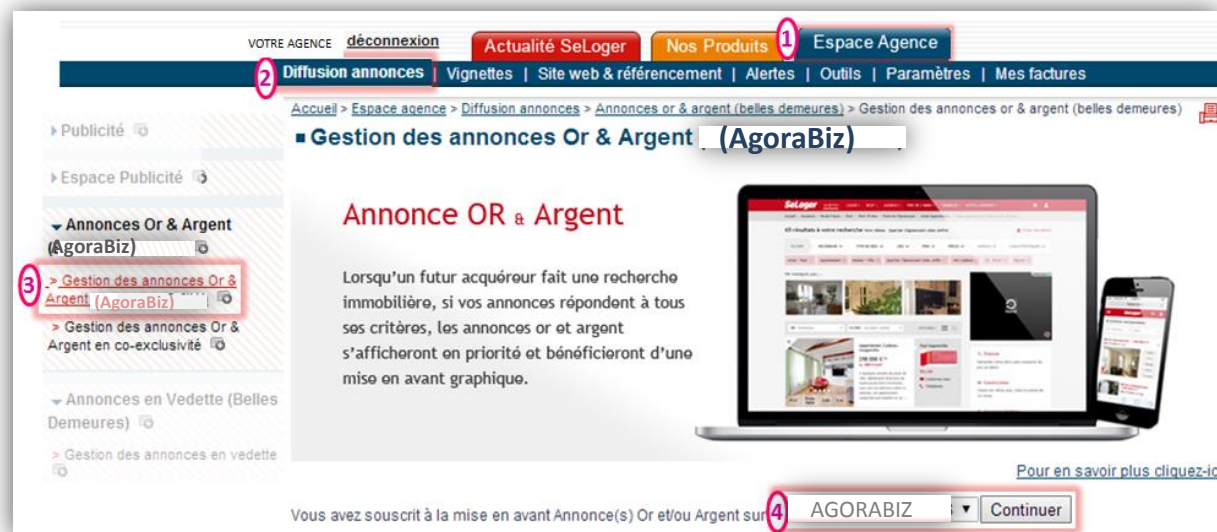 VOTRE AGENCE déconnexion Actualité SeLoger Nos Produits 1 Espace Agence
2 Diffusion annonces | Vignettes | Site web & référencement | Alertes | Outils | Paramètres | Mes factures
Accueil > Espace agence > Diffusion annonces > Annonces or & argent (belles demeures) > Gestion des annonces or & argent (belles demeures)
Gestion des annonces Or & Argent (AgoraBiz)
Publicité
Espace Publicité
Annonces Or & Argent
(AgoraBiz)
3 > Gestion des annonces Or &
Argent (AgoraBiz)
> Gestion des annonces Or &
Argent en co-exclusivité
Annonces en Vedette (Belles
Demeures)
> Gestion des annonces en vedette
Annonce OR & Argent
Lorsqu'un futur acquéreur fait une recherche
immobilière, si vos annonces répondent à tous
ses critères, les annonces or et argent
s'afficheront en priorité et bénéficieront d'une
mise en avant graphique.
SeLoger
SeLoger
Pour en savoir plus cliquez-ic
Vous avez souscrit à la mise en avant Annonce(s) Or et/ou Argent sur 4 AGORABIZ Continuer